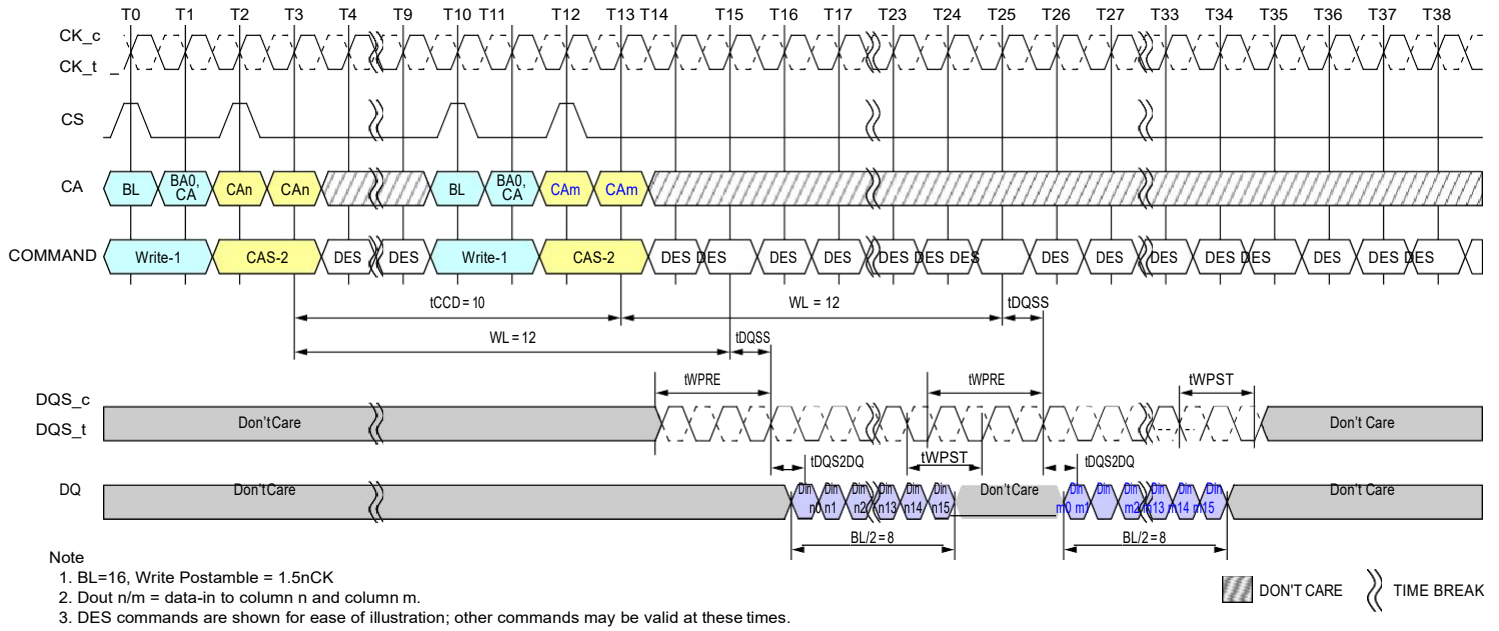 T0 T1 T2 T3 T4 T9 T10 T11 T12 T13 T14 T15 T16 T17 T23 T24 T25 T26 T27 T33 T34 T35 T36 T37 T38
CK_c
CK_t
CS
CA BL BA0, CA CAn CAn BL BA0, CA CAm CAm
COMMAND Write-1 CAS-2 DES DES Write-1 CAS-2 DES DES DES DES DES DES DES DES DES DES DES DES DES DES DES
tCCD = 10 WL = 12 tDQSS
WL = 12 tDQSS
tWPRE tWPRE tWPST
DQS_c
DQS_t Don't Care Don't Care
tDQS2DQ tWPST tDQS2DQ
DQ Don't Care Din n0 Din n1 Din n2 Din n13 Din n14 Din n15 Don't Care Din m0 Din m1 Din m2 Din m13 Din m14 Din m15 Don't Care
BL/2 = 8 BL/2 = 8
Note
1. BL=16, Write Postamble = 1.5nCK
2. Dout n/m = data-in to column n and column m.
3. DES commands are shown for ease of illustration; other commands may be valid at these times.
DON'T CARE TIME BREAK